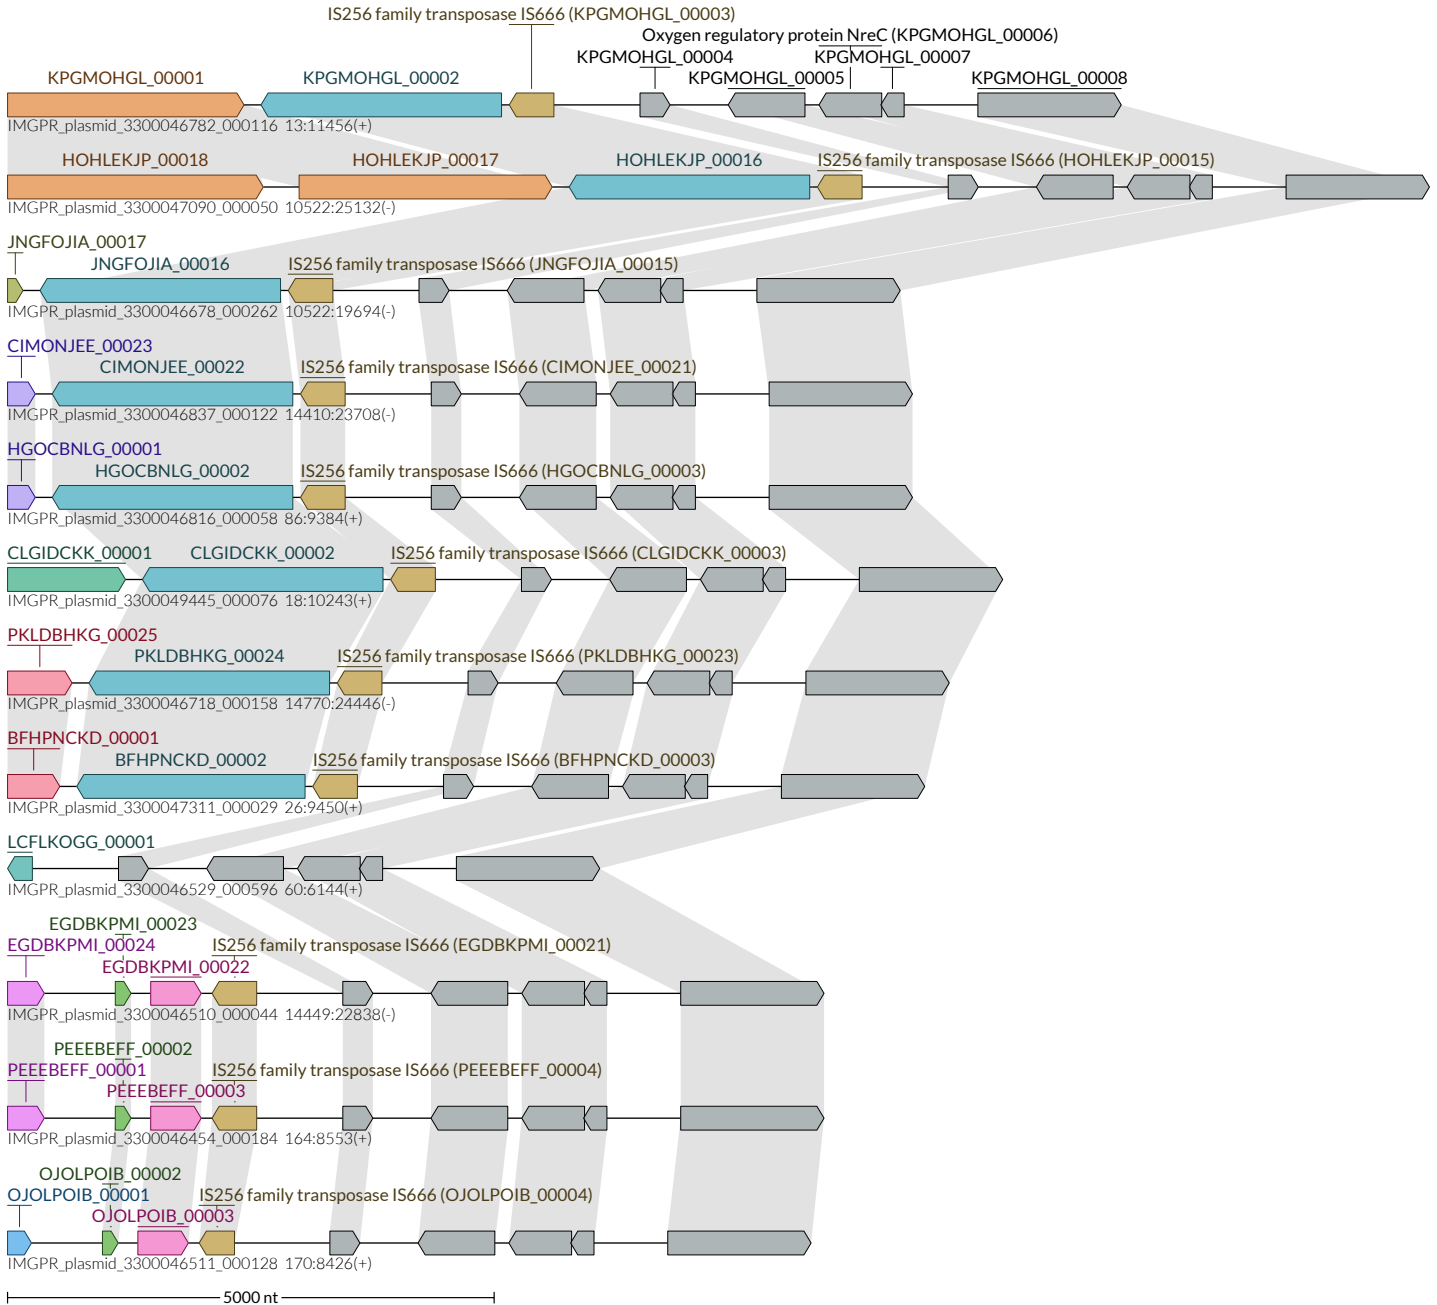 IS256 family transposase IS666 (KPGMOHGL_00003)
Oxygen regulatory protein NreC (KPGMOHGL_00006)
KPGMOHGL_00004 KPGMOHGL_00007
KPGMOHGL_00001 KPGMOHGL_00002 KPGMOHGL_00005 KPGMOHGL_00008
IMGPR_plasmid_3300046782_000116 13:11456(+)
HOHLEKJP_00018 HOHLEKJP_00017 HOHLEKJP_00016 IS256 family transposase IS666 (HOHLEKJP_00015)
IMGPR_plasmid_3300047090_000050 10522:25132(-)
JNGFOJIA_00017
JNGFOJIA_00016 IS256 family transposase IS666 (JNGFOJIA_00015)
IMGPR_plasmid_3300046678_000262 10522:19694(-)
CIMONJEE_00023
CIMONJEE_00022 IS256 family transposase IS666 (CIMONJEE_00021)
IMGPR_plasmid_3300046837_000122 14410:23708(-)
HGOCBNLG_00001
HGOCBNLG_00002 IS256 family transposase IS666 (HGOCBNLG_00003)
IMGPR_plasmid_3300046816_000058 86:9384(+)
CLGIDCKK_00001 CLGIDCKK_00002 IS256 family transposase IS666 (CLGIDCKK_00003)
IMGPR_plasmid_3300049445_000076 18:10243(+)
PKLDBHKG_00025
PKLDBHKG_00024 IS256 family transposase IS666 (PKLDBHKG_00023)
IMGPR_plasmid_3300046718_000158 14770:24446(-)
BFHPNCKD_00001
BFHPNCKD_00002 IS256 family transposase IS666 (BFHPNCKD_00003)
IMGPR_plasmid_3300047311_000029 26:9450(+)
LCFLKOGG_00001
IMGPR_plasmid_3300046529_000596 60:6144(+)
EGDBKPMI_00023
EGDBKPMI_00024 IS256 family transposase IS666 (EGDBKPMI_00021)
EGDBKPMI_00022
IMGPR_plasmid_3300046510_000044 14449:22838(-)
PEEEBEFF_00002
PEEEBEFF_00001 IS256 family transposase IS666 (PEEEBEFF_00004)
PEEEBEFF_00003
IMGPR_plasmid_3300046454_000184 164:8553(+)
OJOLPOIB_00002
OJOLPOIB_00001 IS256 family transposase IS666 (OJOLPOIB_00004)
OJOLPOIB_00003
IMGPR_plasmid_3300046511_000128 170:8426(+)
5000 nt